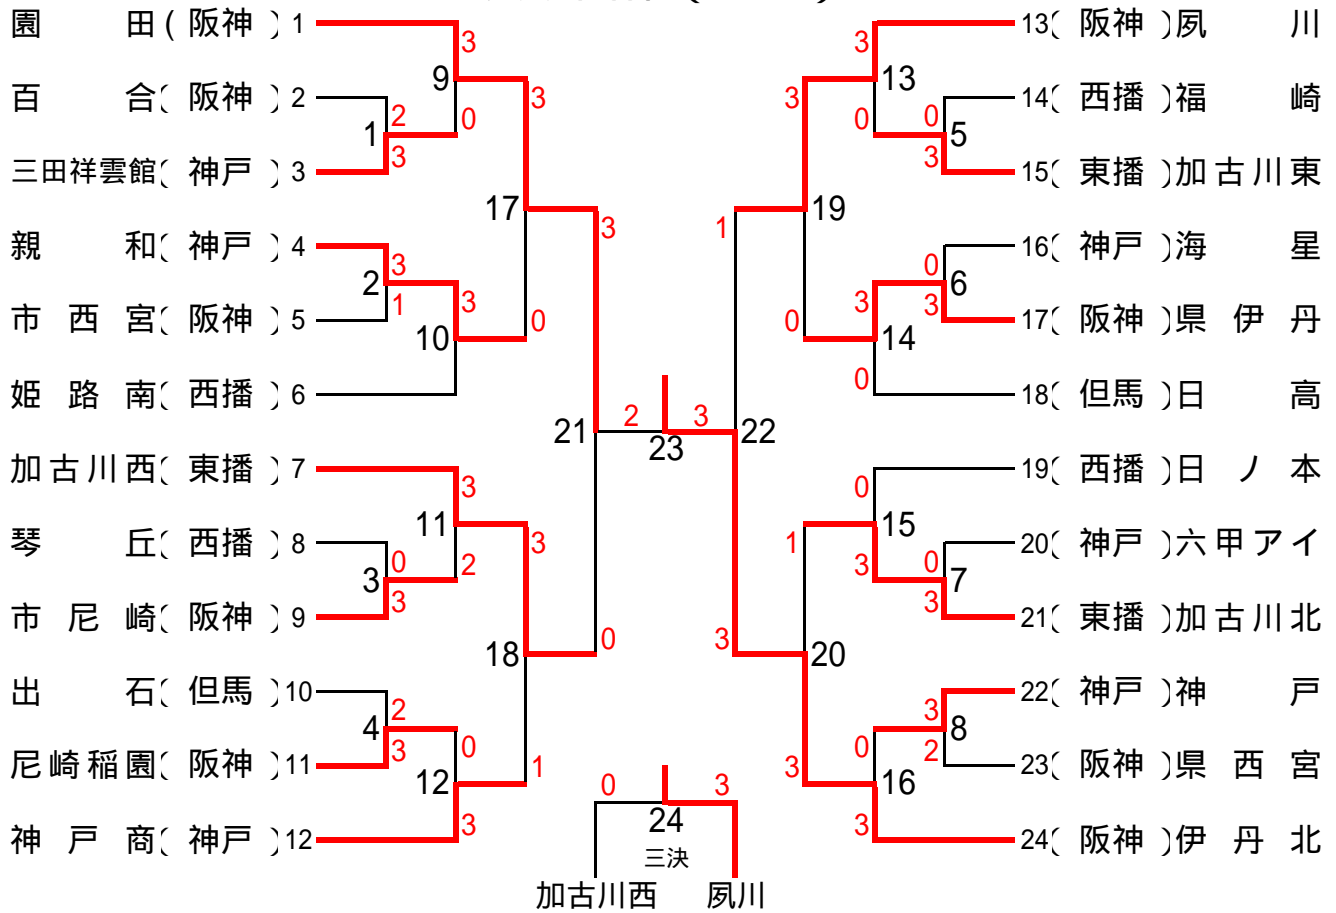 園田(阪神)1
百合(阪神)2
三田祥雲館(神戸)3
親和(神戸)4
市西宮(阪神)5
姫路南(西播)6
加古川西(東播)7
琴丘(西播)8
市尼崎(阪神)9
出石(但馬)10
尼崎稲園(阪神)11
神戸商(神戸)12
2
1
3
3
2
1
0
3
3
2
4
3
3
9
0
3
10
3
11
2
0
12
3
3
17
0
3
18
1
3
21
0
2
3
23
1
22
3
3
19
0
1
20
3
3
13
0
3
14
0
0
15
3
0
16
3
0
5
3
0
6
3
0
7
3
3
8
2
13(阪神)夙川
14(西播)福崎
15(東播)加古川東
16(神戸)海星
17(阪神)県伊丹
18(但馬)日高
19(西播)日ノ本
20(神戸)六甲アイ
21(東播)加古川北
22(神戸)神戸
23(阪神)県西宮
24(阪神)伊丹北
0
3
24
三決
加古川西
夙川